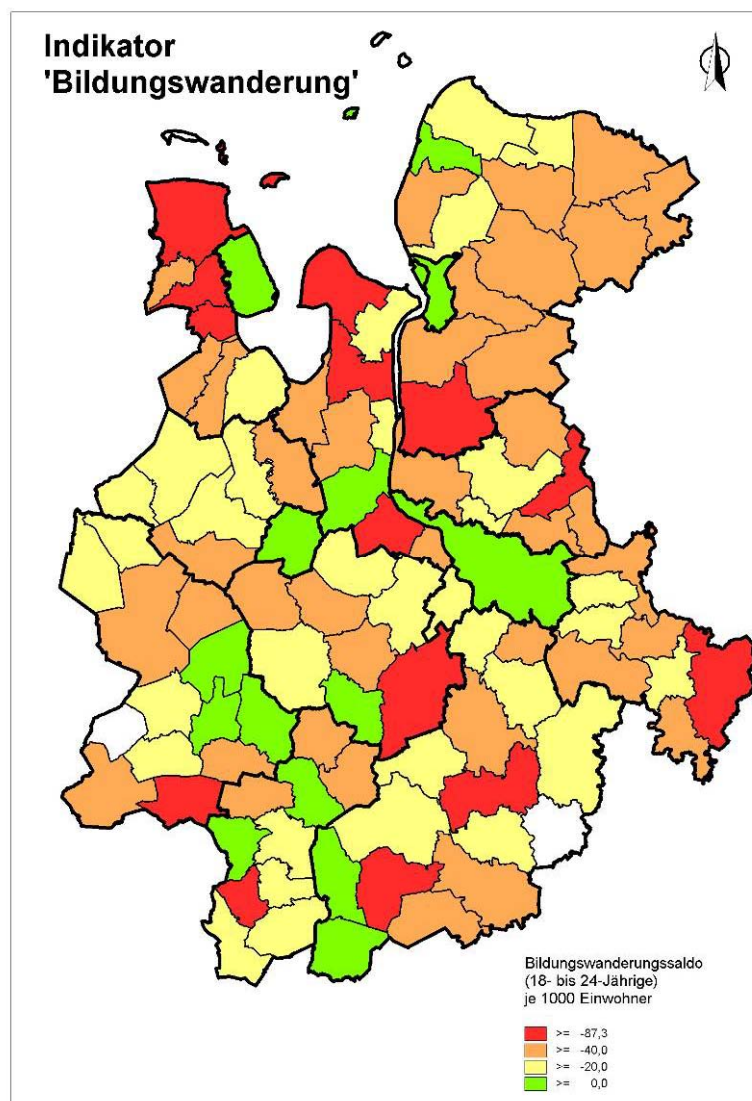 Indikator
'Bildungswanderung'
Bildungswanderungssaldo
(18- bis 24-Jährige)
je 1000 Einwohner
>= -87,3
>= -40,0
>= -20,0
>= 0,0